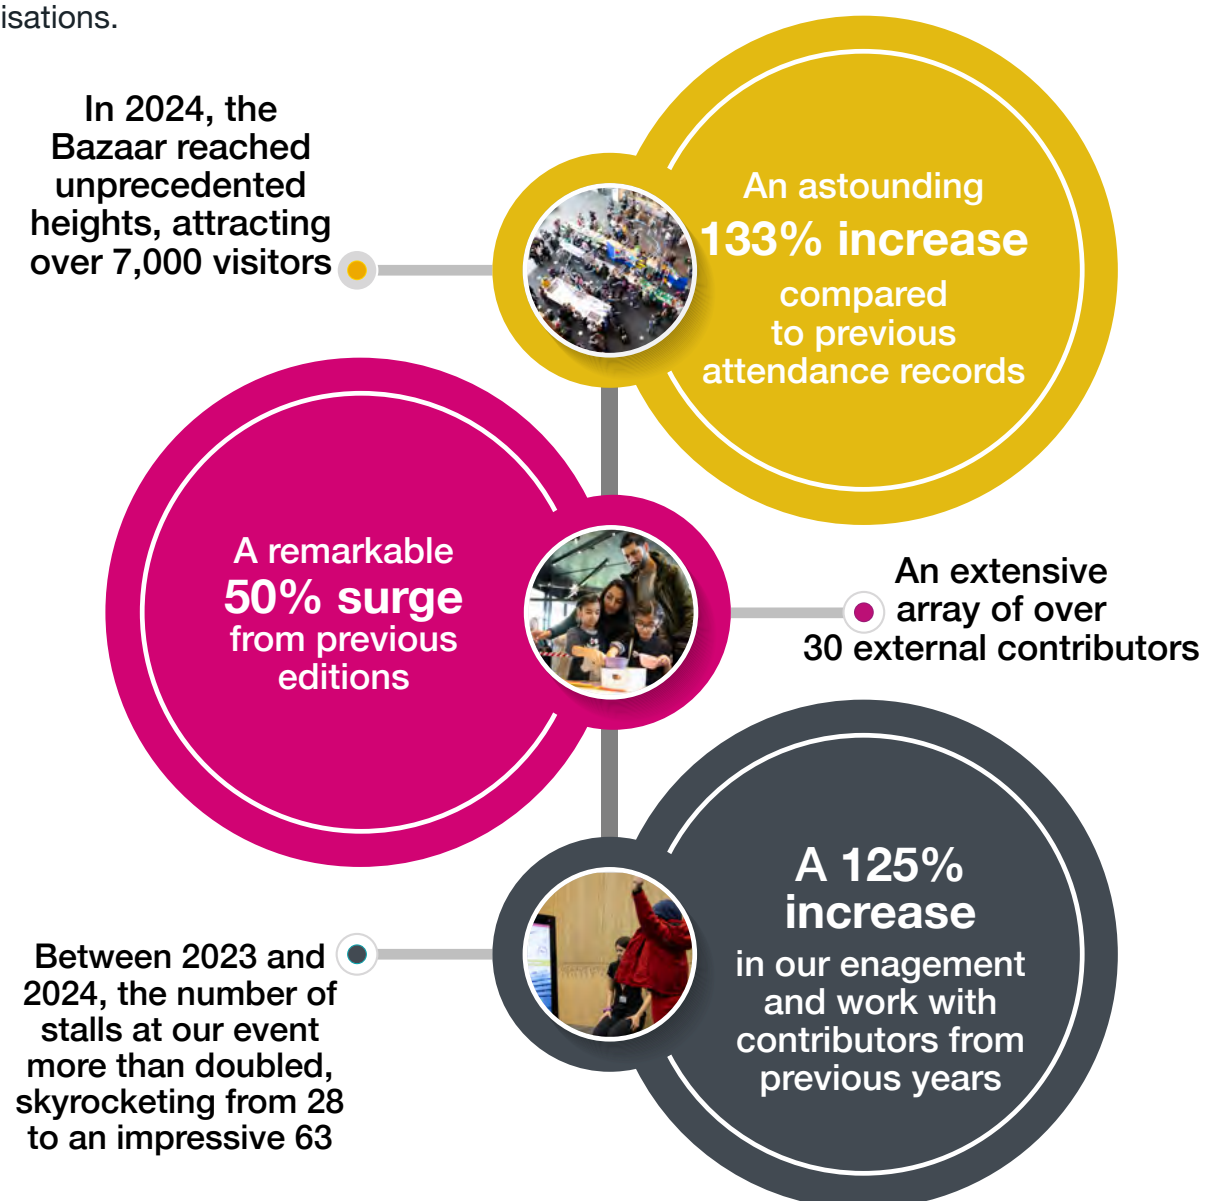 isations.
In 2024, the
Bazaar reached
unprecedented
heights, attracting
over 7,000 visitors
An astounding
133% increase
compared
to previous
attendance records
A remarkable
50% surge
from previous
editions
An extensive
array of over
30 external contributors
Between 2023 and
2024, the number of
stalls at our event
more than doubled,
skyrocketing from 28
to an impressive 63
A 125%
increase
in our enagement
and work with
contributors from
previous years